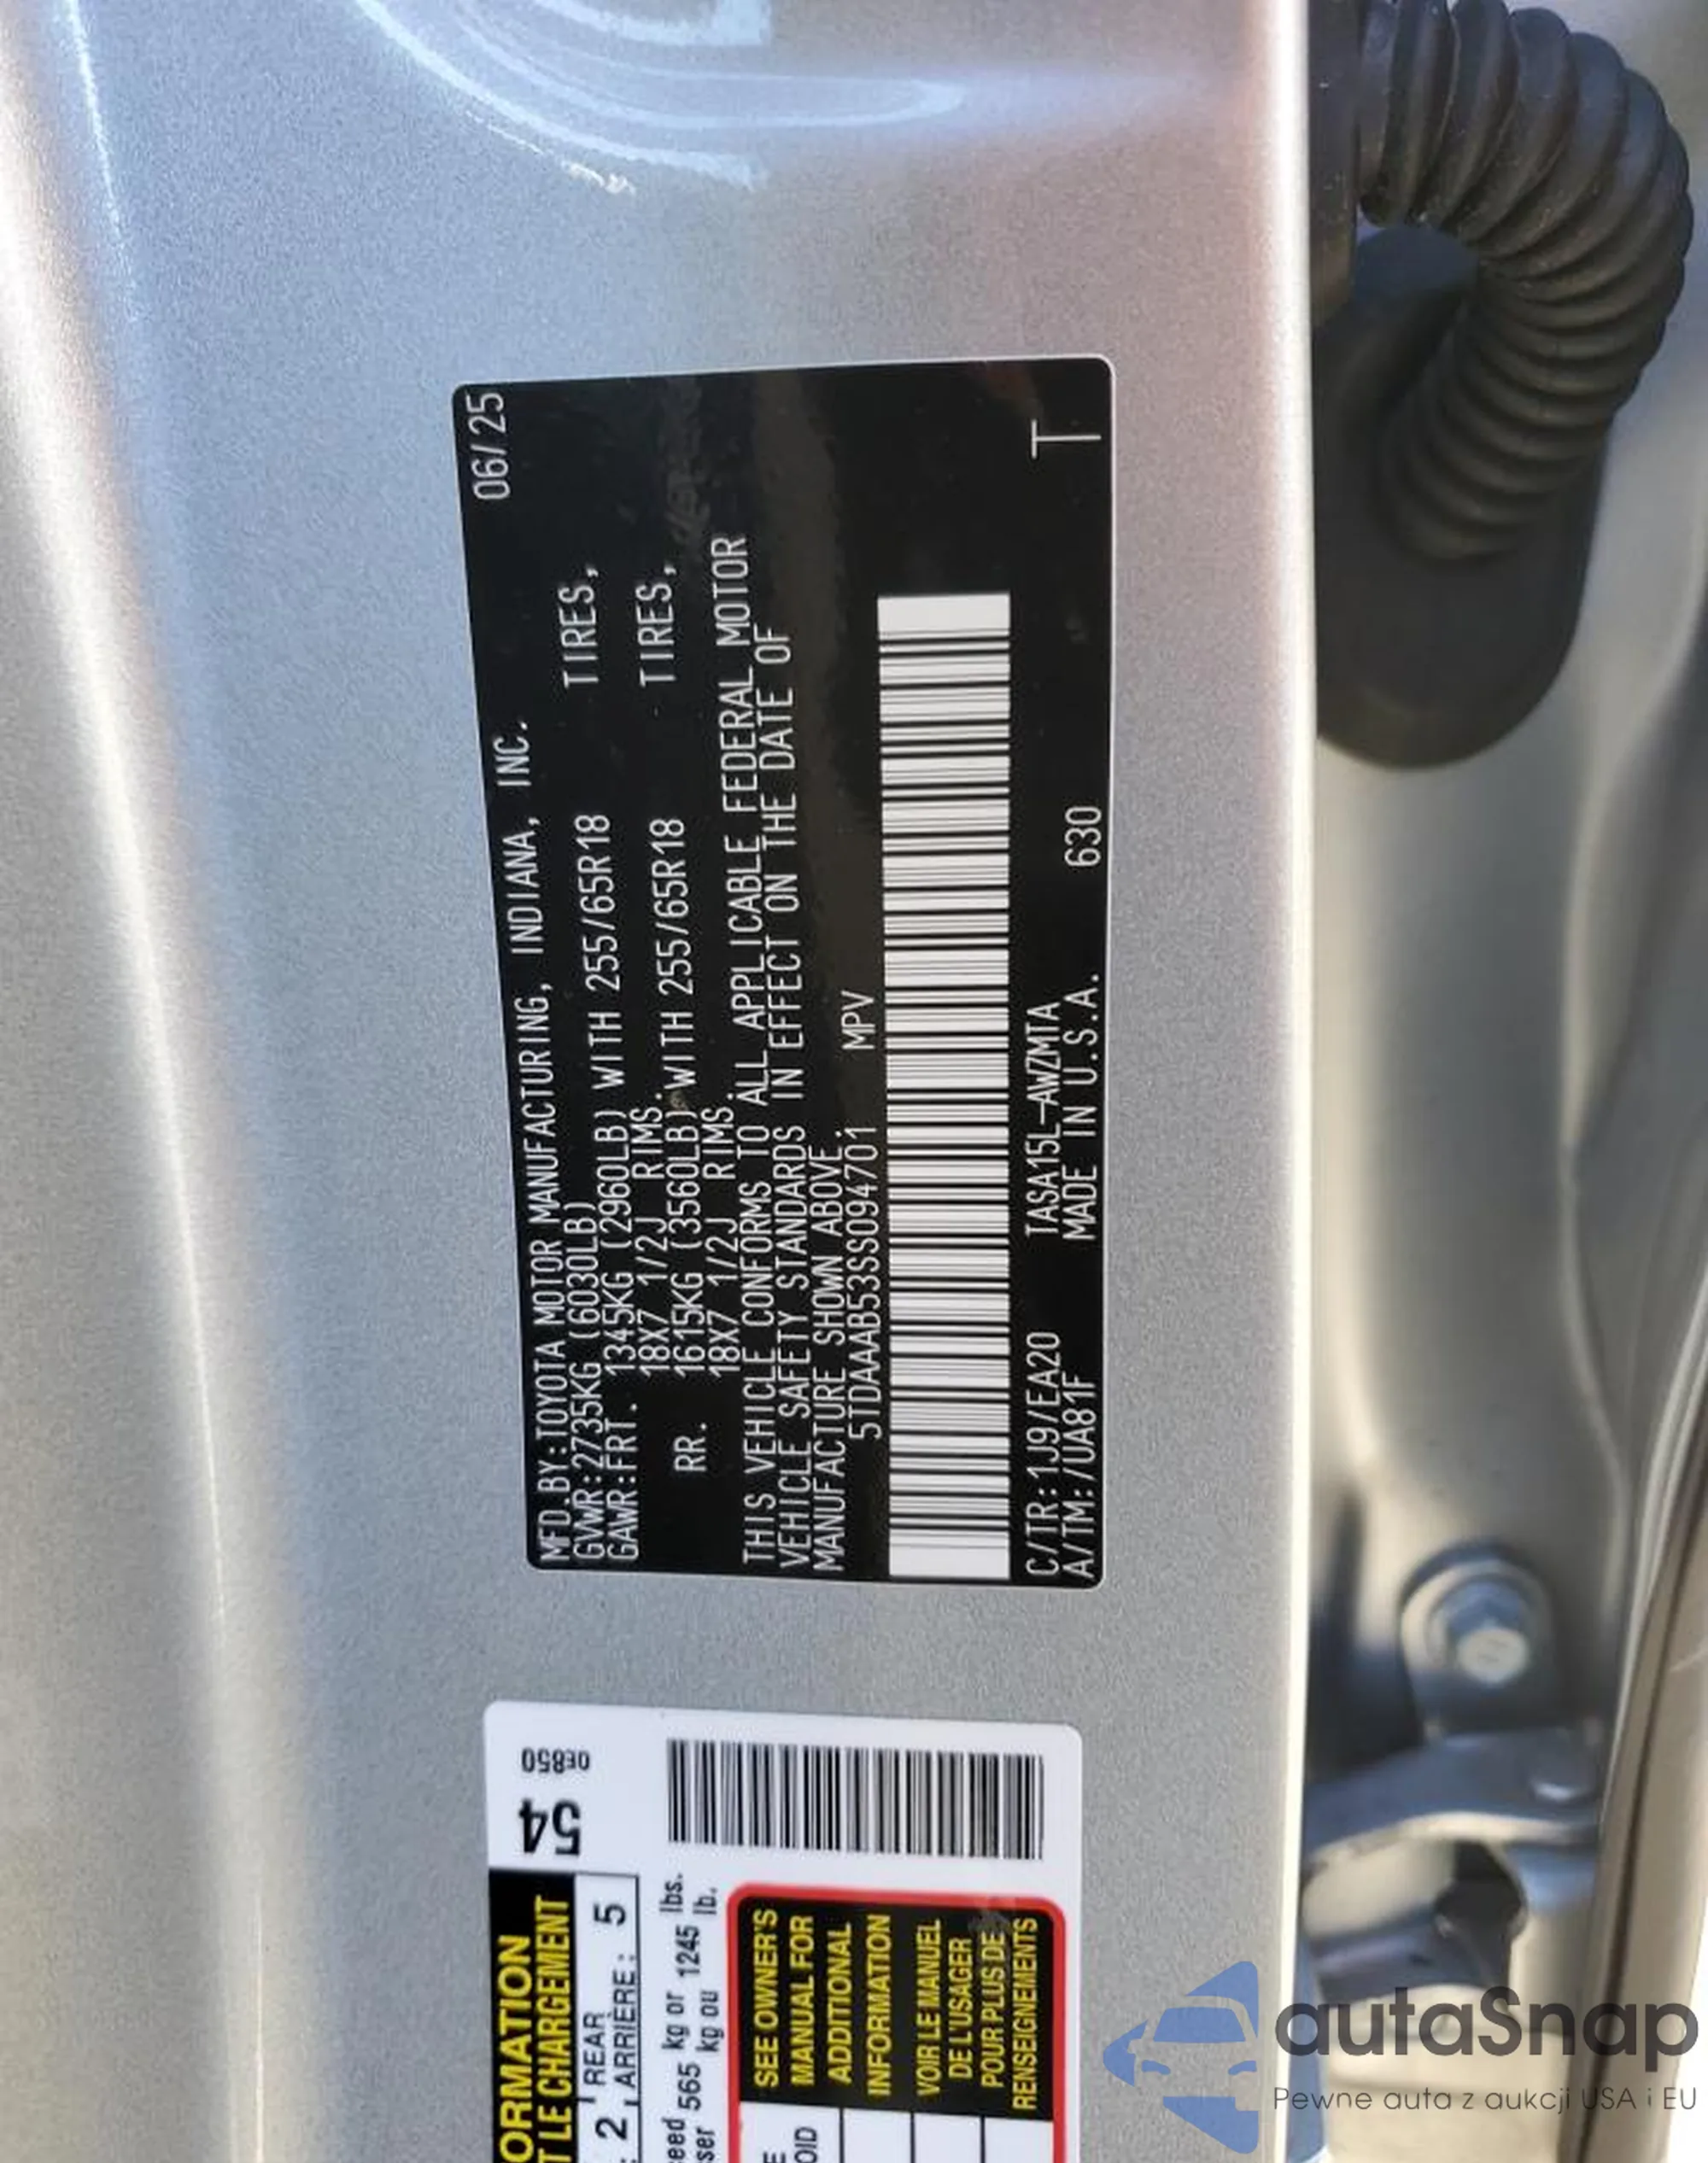 MFD.BY:TOYOTA MOTOR MANUFACTURING, INDIANA, INC. 06/25
GVWR:2735KG (6030LB)
GAWR:FRT. 1345KG (2960LB) WITH 255/65R18 TIRES,
18X7 1/2J RIMS.
RR. 1615KG (3560LB) WITH 255/65R18 TIRES,
18X7 1/2J RIMS.
THIS VEHICLE CONFORMS TO ALL APPLICABLE FEDERAL MOTOR
VEHICLE SAFETY STANDARDS IN EFFECT ON THE DATE OF
MANUFACTURE SHOWN ABOVE.
5TDAAAB53SS094701 MPV
C/TR:1J9/EA20 TASA15L-AWZMTA T
A/TM:/UA81F MADE IN U.S.A. 630
54 0E850
ORMATION
T LE CHARGEMENT
2 REAR
ARRIÈRE: 5
eed 565 kg or 1245 lbs.
ser kg ou lb.
SEE OWNER'S
MANUAL FOR
ADDITIONAL
INFORMATION
VOIR LE MANUEL
DE L'USAGER
POUR PLUS DE
RENSEIGNEMENTS
OID
autaSnap
Pewne auta z aukcji USA i EU